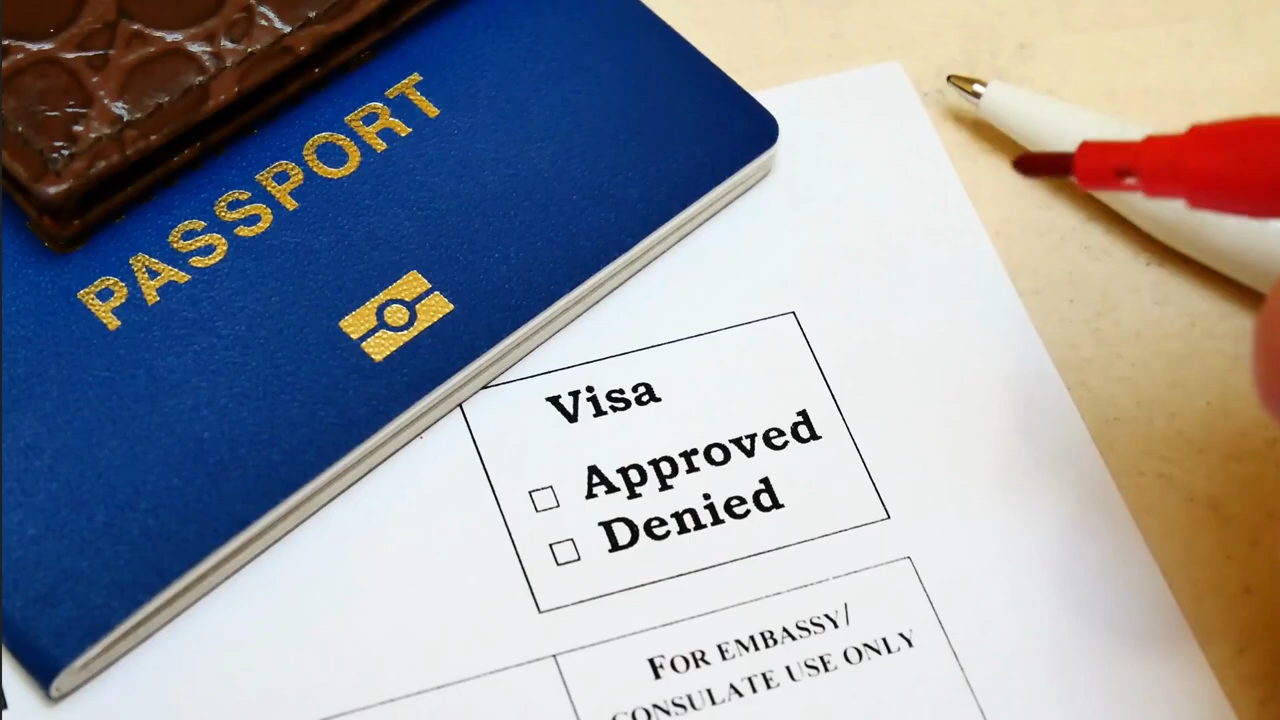 PASSPORT
Visa
Approved
Denied
FOR EMBASSY/
CONSULATE USE ONLY